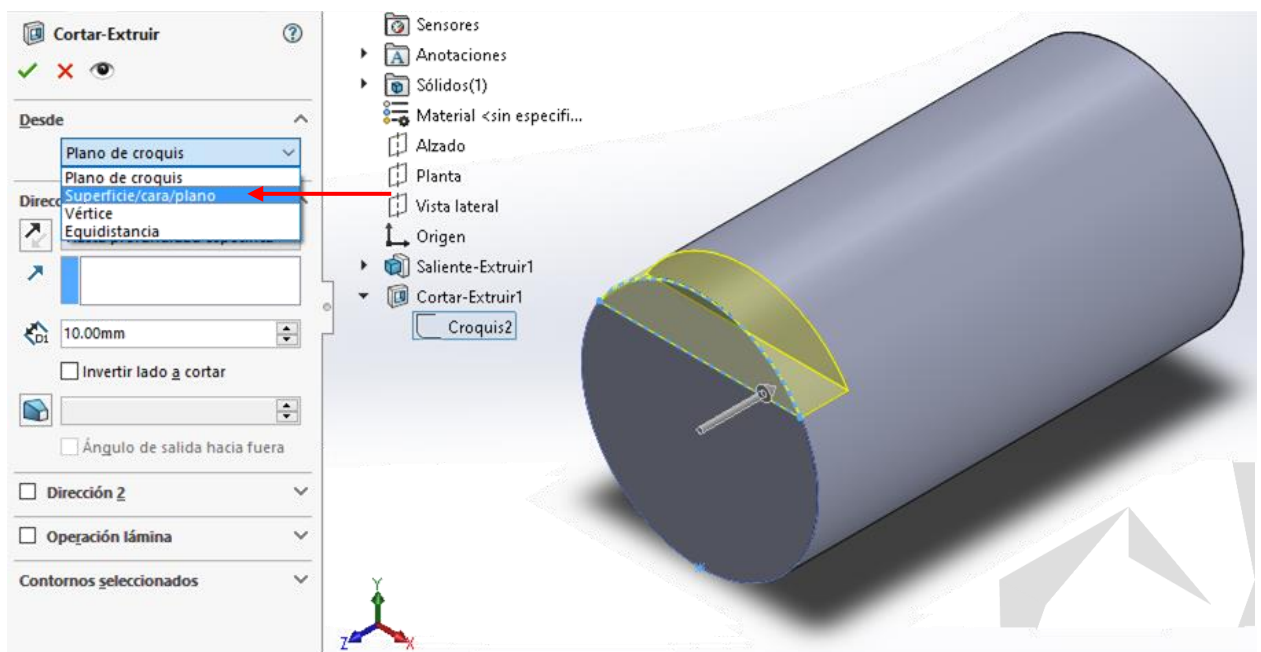 Cortar-Extruir
Desde
Plano de croquis
Plano de croquis
Superficie/cara/plano
Vértice
Equidistancia
10.00mm
Invertir lado a cortar
Ángulo de salida hacia fuera
Dirección 2
Operación lámina
Contornos seleccionados
Sensores
Anotaciones
Sólidos(1)
Material <sin especifi...
Alzado
Planta
Vista lateral
Origen
Saliente-Extruir1
Cortar-Extruir1
Croquis2
Y
Z
X